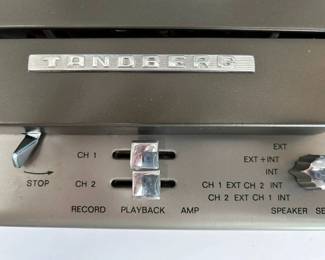 TANDBERG
CH 1
CH 2
STOP
RECORD PLAYBACK AMP
EXT
EXT + INT
INT
CH 1 EXT CH 2 INT
CH 2 EXT CH 1 INT
SPEAKER SE